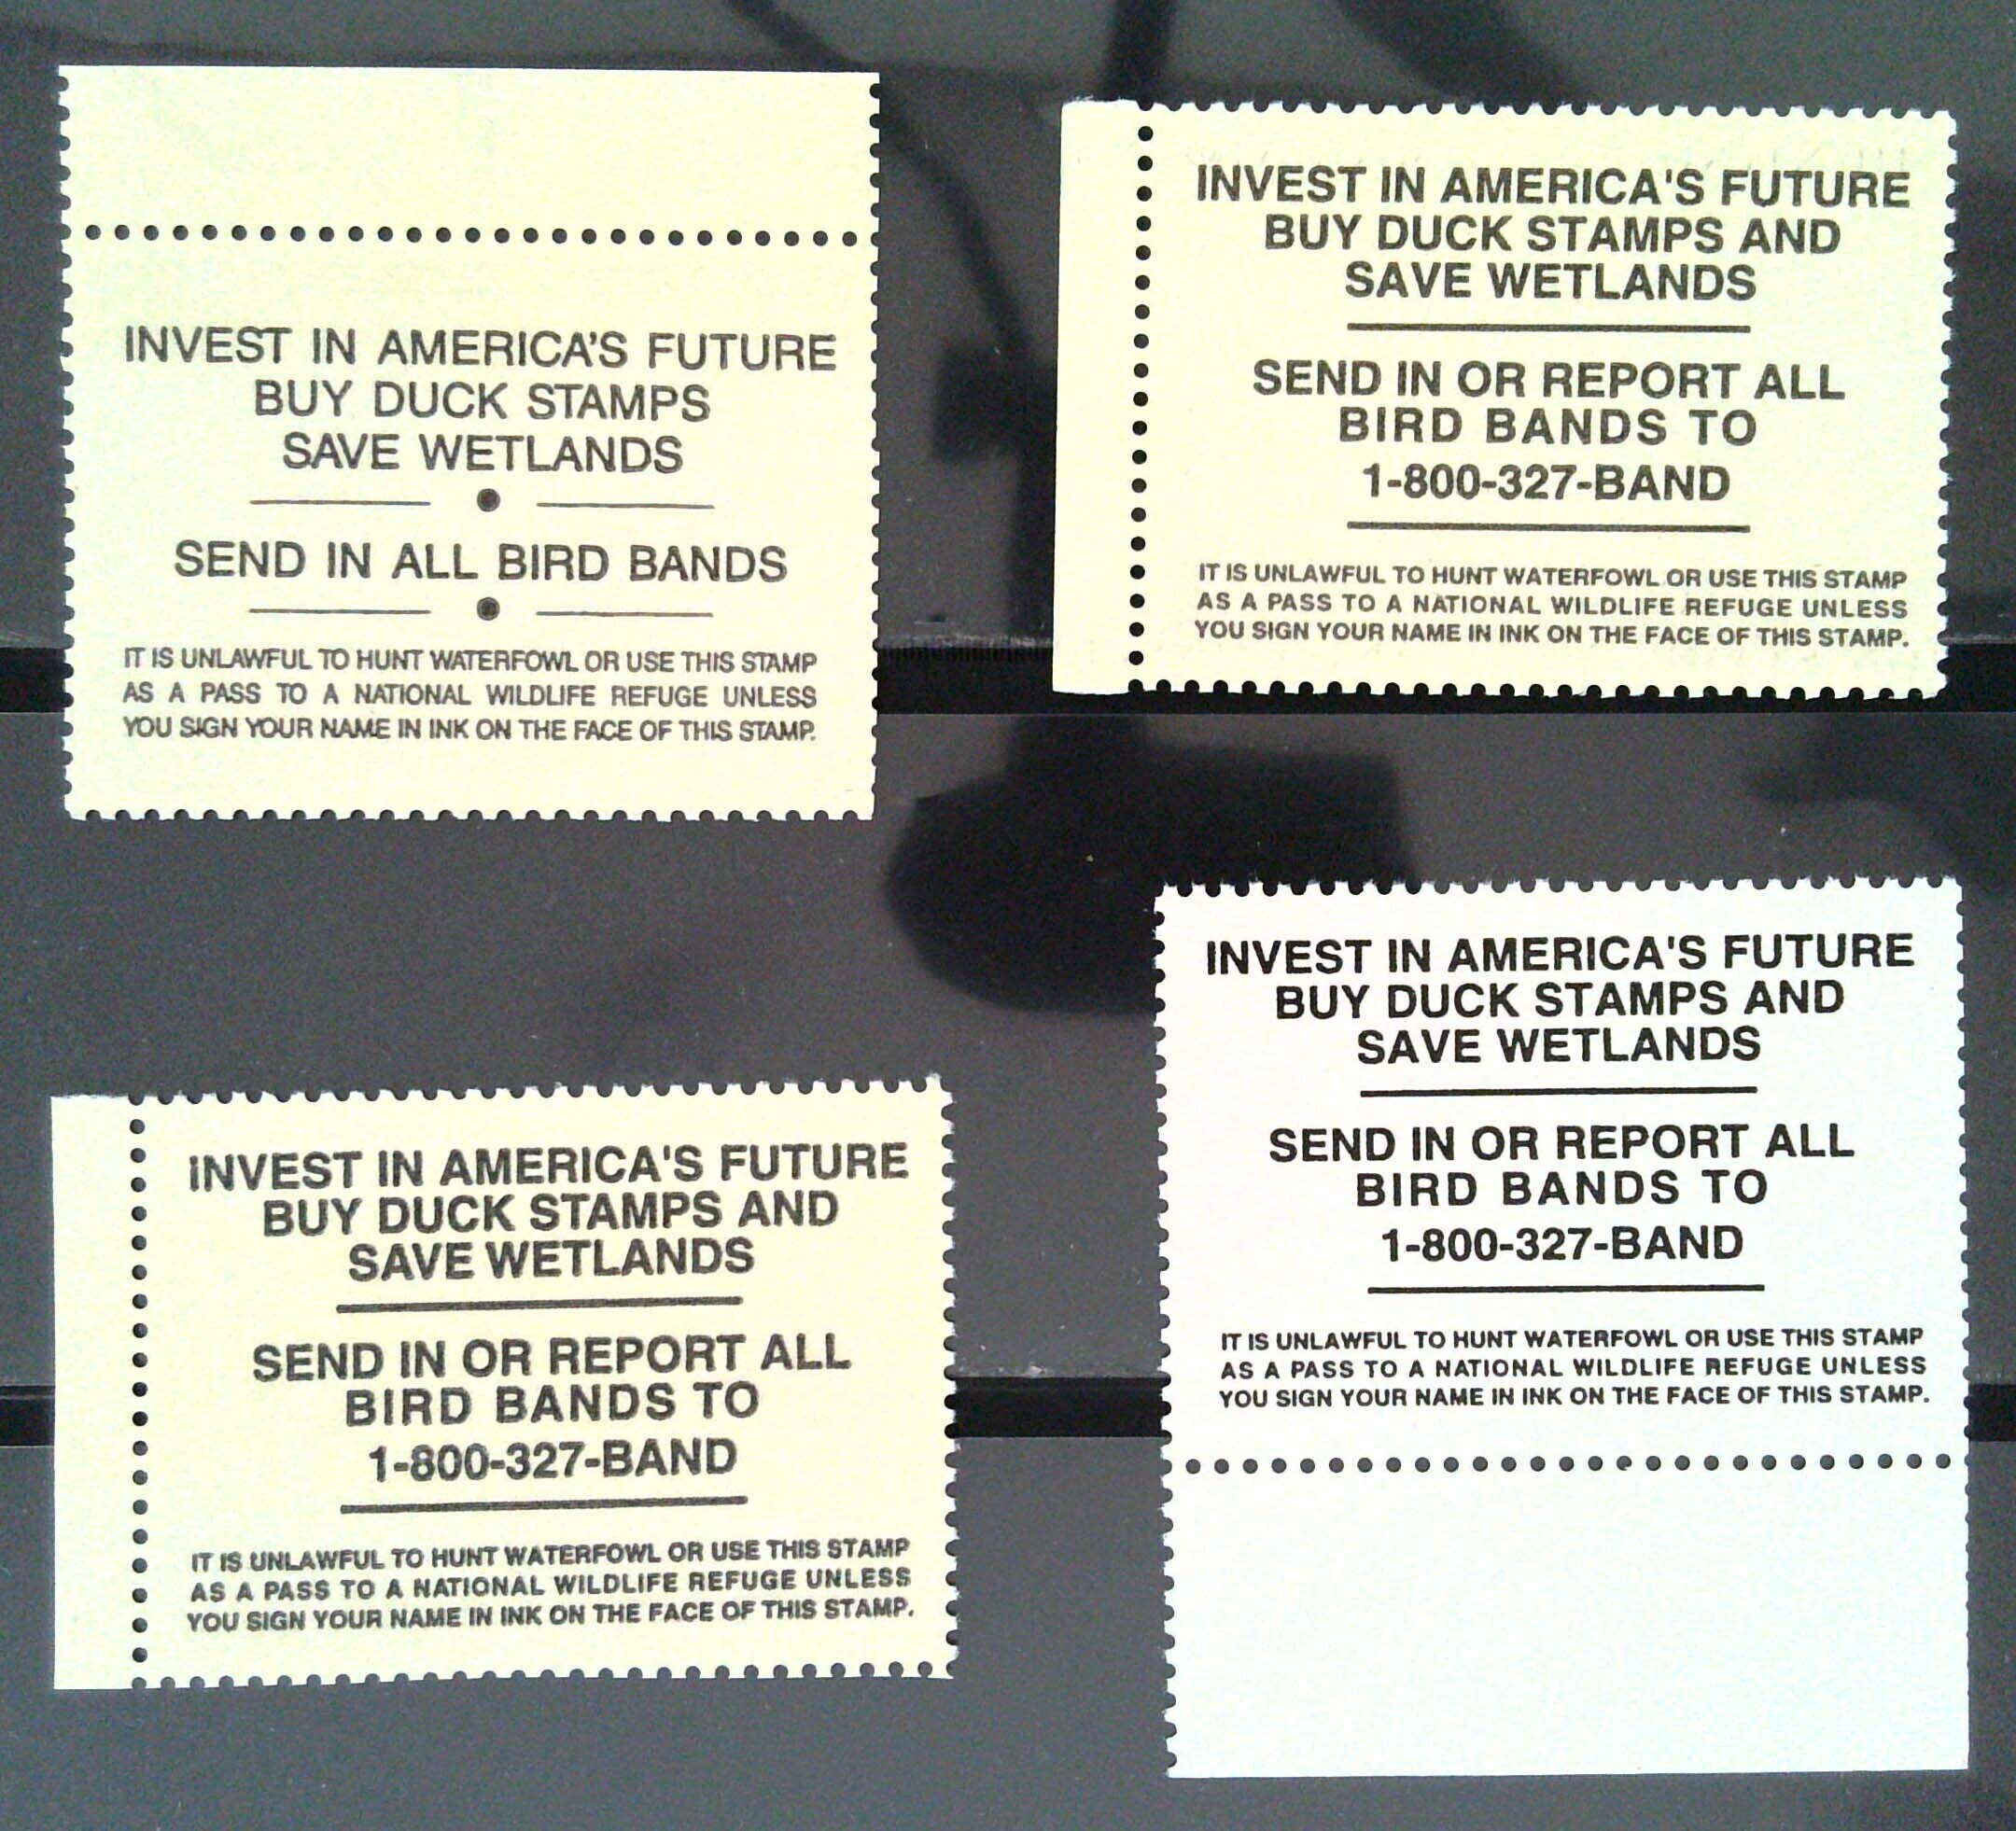 INVEST IN AMERICA'S FUTURE
BUY DUCK STAMPS
SAVE WETLANDS
SEND IN ALL BIRD BANDS
IT IS UNLAWFUL TO HUNT WATERFOWL OR USE THIS STAMP
AS A PASS TO A NATIONAL WILDLIFE REFUGE UNLESS
YOU SIGN YOUR NAME IN INK ON THE FACE OF THIS STAMP.
INVEST IN AMERICA'S FUTURE
BUY DUCK STAMPS AND
SAVE WETLANDS
SEND IN OR REPORT ALL
BIRD BANDS TO
1-800-327-BAND
IT IS UNLAWFUL TO HUNT WATERFOWL OR USE THIS STAMP
AS A PASS TO A NATIONAL WILDLIFE REFUGE UNLESS
YOU SIGN YOUR NAME IN INK ON THE FACE OF THIS STAMP.
INVEST IN AMERICA'S FUTURE
BUY DUCK STAMPS AND
SAVE WETLANDS
SEND IN OR REPORT ALL
BIRD BANDS TO
1-800-327-BAND
IT IS UNLAWFUL TO HUNT WATERFOWL OR USE THIS STAMP
AS A PASS TO A NATIONAL WILDLIFE REFUGE UNLESS
YOU SIGN YOUR NAME IN INK ON THE FACE OF THIS STAMP.
INVEST IN AMERICA'S FUTURE
BUY DUCK STAMPS AND
SAVE WETLANDS
SEND IN OR REPORT ALL
BIRD BANDS TO
1-800-327-BAND
IT IS UNLAWFUL TO HUNT WATERFOWL OR USE THIS STAMP
AS A PASS TO A NATIONAL WILDLIFE REFUGE UNLESS
YOU SIGN YOUR NAME IN INK ON THE FACE OF THIS STAMP.